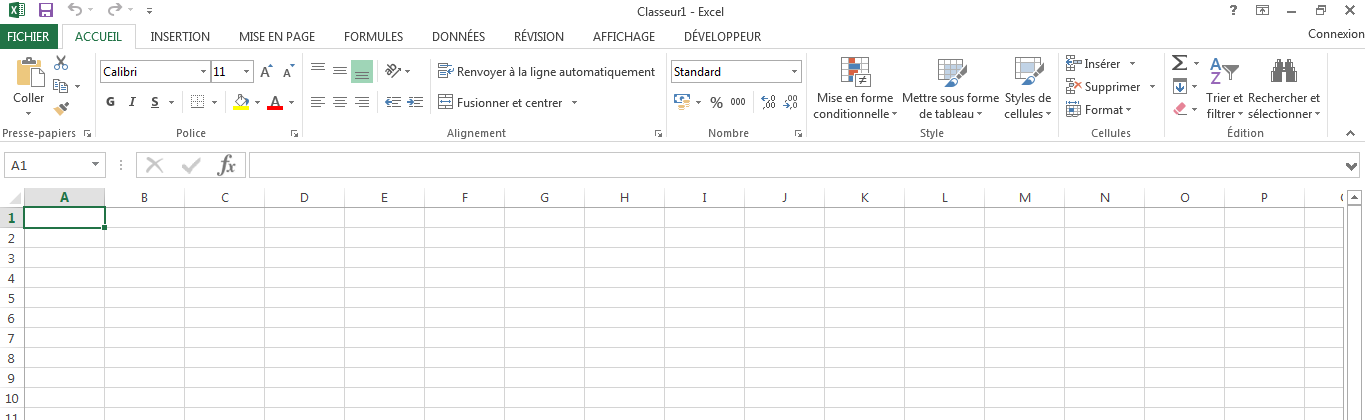 Classeur1 - Excel
?
Connexion
FICHIER ACCUEIL INSERTION MISE EN PAGE FORMULES DONNÉES RÉVISION AFFICHAGE DÉVELOPPEUR
Coller
Presse-papiers
Calibri 11 A A
G I S A
Police
Renvoyer à la ligne automatiquement
Fusionner et centrer
Alignement
Standard
% 000 ,00 ,00
Nombre
Mise en forme
conditionnelle
Mettre sous forme
de tableau
Styles de
cellules
Style
Insérer
Supprimer
Format
Cellules
Σ
Trier et
filtrer
Rechercher et
sélectionner
Édition
A1 fx
A B C D E F G H I J K L M N O P
1
2
3
4
5
6
7
8
9
10
11